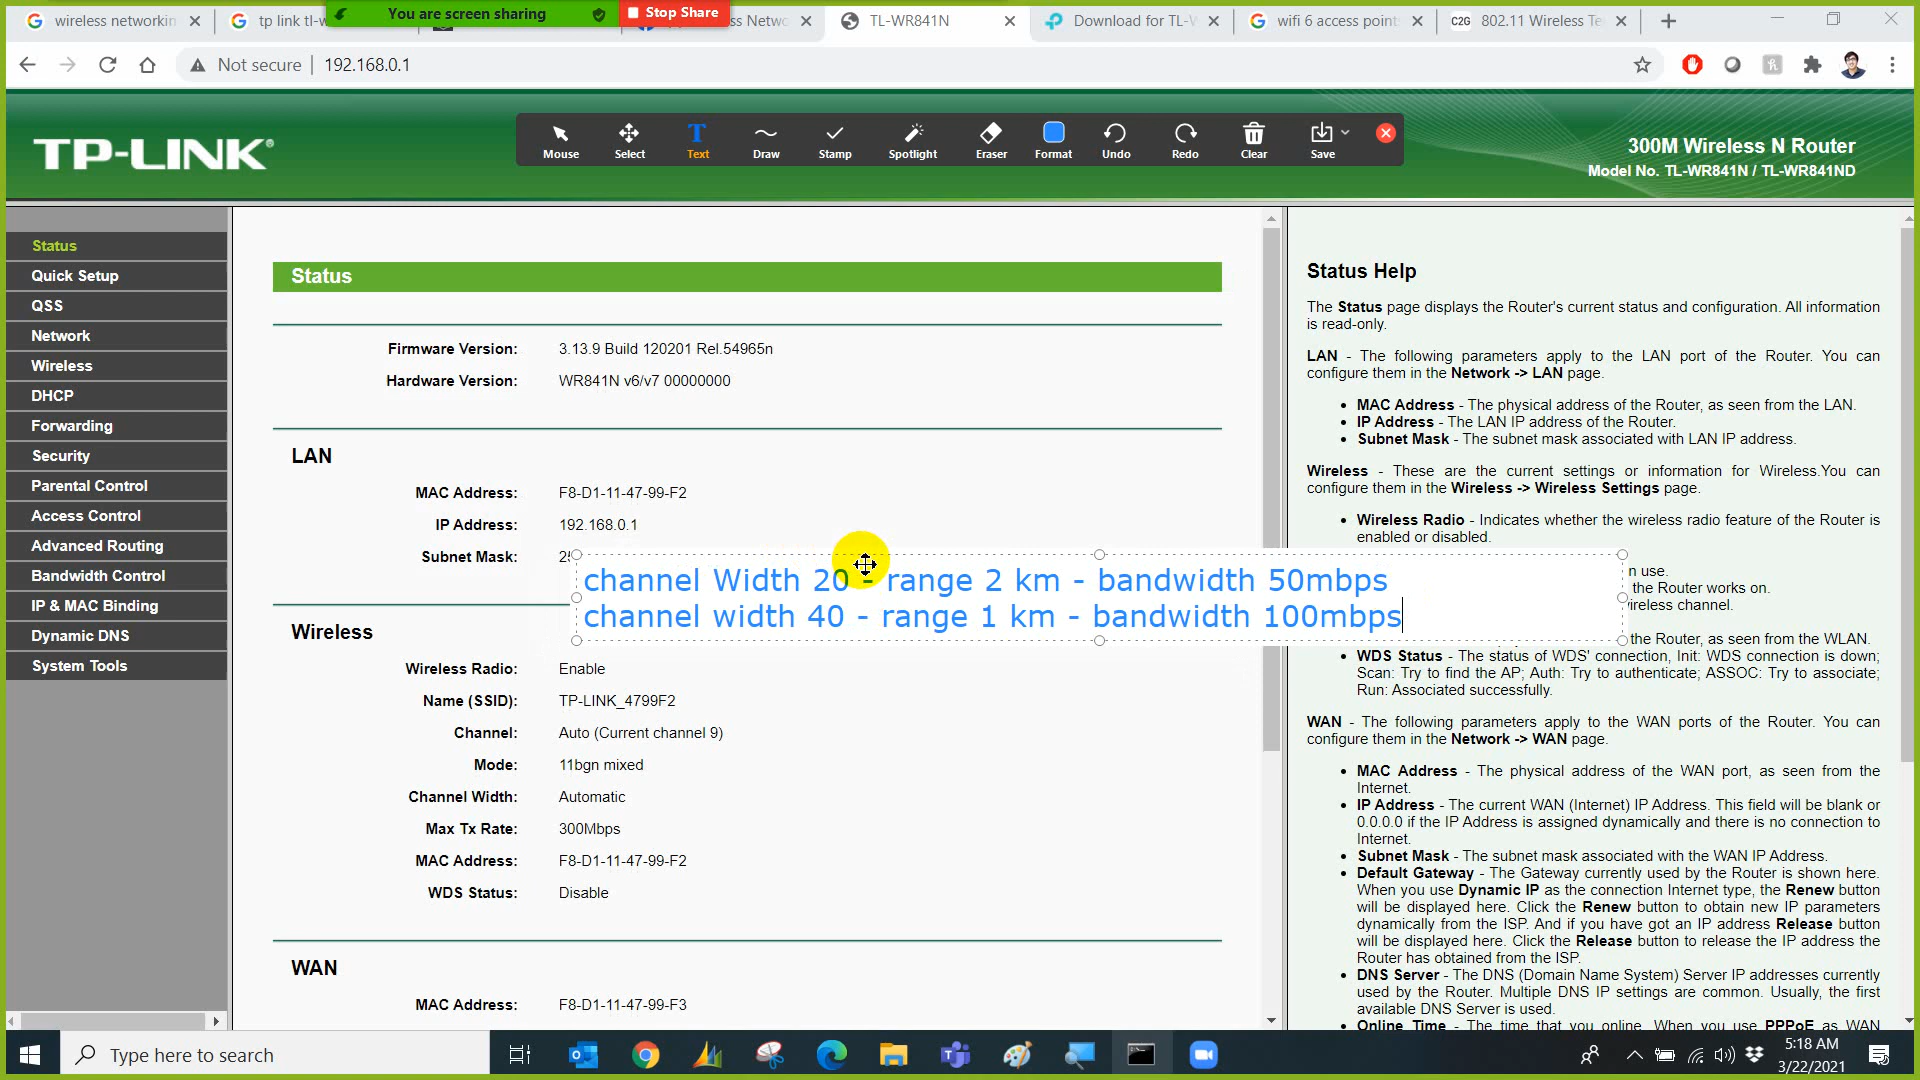 You are screen sharing
Stop Share
wireless networkin
tp link tl-w
ss Netwo
TL-WR841N
Download for TL-W
wifi 6 access point
C2G
802.11 Wireless Te
Not secure
192.168.0.1
TP-LINK®
Mouse
Select
Text
Draw
Stamp
Spotlight
Eraser
Format
Undo
Redo
Clear
Save
300M Wireless N Router
Model No. TL-WR841N / TL-WR841ND
Status
Quick Setup
QSS
Network
Wireless
DHCP
Forwarding
Security
Parental Control
Access Control
Advanced Routing
Bandwidth Control
IP & MAC Binding
Dynamic DNS
System Tools
Status
Firmware Version: 3.13.9 Build 120201 Rel.54965n
Hardware Version: WR841N v6/v7 00000000
LAN
MAC Address: F8-D1-11-47-99-F2
IP Address: 192.168.0.1
Subnet Mask:
channel Width 20 - range 2 km - bandwidth 50mbps
channel width 40 - range 1 km - bandwidth 100mbps
Wireless
Wireless Radio: Enable
Name (SSID): TP-LINK_4799F2
Channel: Auto (Current channel 9)
Mode: 11bgn mixed
Channel Width: Automatic
Max Tx Rate: 300Mbps
MAC Address: F8-D1-11-47-99-F2
WDS Status: Disable
WAN
MAC Address: F8-D1-11-47-99-F3
Status Help
The Status page displays the Router's current status and configuration. All information
is read-only.
LAN - The following parameters apply to the LAN port of the Router. You can
configure them in the Network -> LAN page.
• MAC Address - The physical address of the Router, as seen from the LAN.
• IP Address - The LAN IP address of the Router.
• Subnet Mask - The subnet mask associated with LAN IP address.
Wireless - These are the current settings or information for Wireless.You can
configure them in the Wireless -> Wireless Settings page.
• Wireless Radio - Indicates whether the wireless radio feature of the Router is
enabled or disabled.
n use.
the Router works on.
wireless channel.
the Router, as seen from the WLAN.
• WDS Status - The status of WDS' connection, Init: WDS connection is down;
Scan: Try to find the AP; Auth: Try to authenticate; ASSOC: Try to associate;
Run: Associated successfully.
WAN - The following parameters apply to the WAN ports of the Router. You can
configure them in the Network -> WAN page.
• MAC Address - The physical address of the WAN port, as seen from the
Internet.
• IP Address - The current WAN (Internet) IP Address. This field will be blank or
0.0.0.0 if the IP Address is assigned dynamically and there is no connection to
Internet.
• Subnet Mask - The subnet mask associated with the WAN IP Address.
• Default Gateway - The Gateway currently used by the Router is shown here.
When you use Dynamic IP as the connection Internet type, the Renew button
will be displayed here. Click the Renew button to obtain new IP parameters
dynamically from the ISP. And if you have got an IP address Release button
will be displayed here. Click the Release button to release the IP address the
Router has obtained from the ISP.
• DNS Server - The DNS (Domain Name System) Server IP addresses currently
used by the Router. Multiple DNS IP settings are common. Usually, the first
available DNS Server is used.
• Online Time - The time that you online. When you use PPPoE as WAN
Type here to search
5:18 AM
3/22/2021